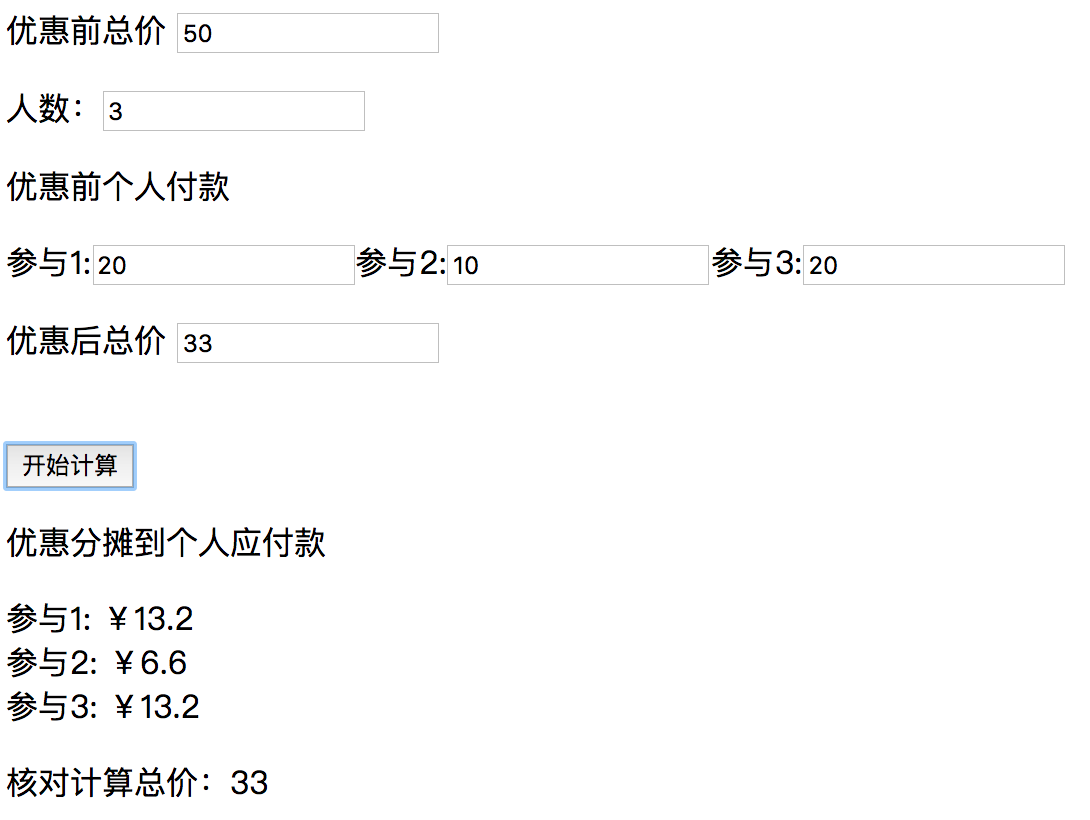 优惠前总价 50
人数： 3
优惠前个人付款
参与1: 20 参与2: 10 参与3: 20
优惠后总价 33
开始计算
优惠分摊到个人应付款
参与1: ￥13.2
参与2: ￥6.6
参与3: ￥13.2
核对计算总价：33